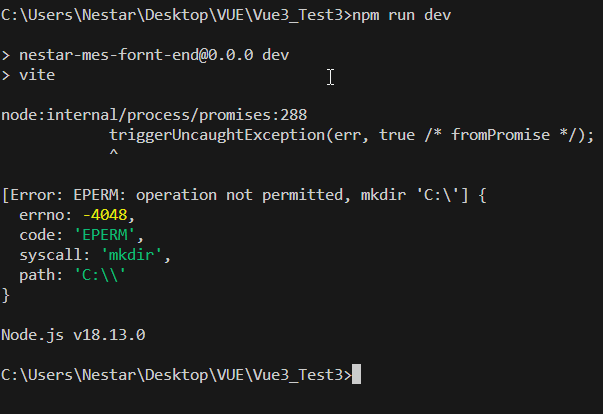 C:\Users\Nestar\Desktop\VUE\Vue3_Test3>npm run dev
> nestar-mes-fornt-end@0.0.0 dev
> vite
node:internal/process/promises:288
triggerUncaughtException(err, true /* fromPromise */);
^
[Error: EPERM: operation not permitted, mkdir 'C:\'] {
errno: -4048,
code: 'EPERM',
syscall: 'mkdir',
path: 'C:\\'
}
Node.js v18.13.0
C:\Users\Nestar\Desktop\VUE\Vue3_Test3>